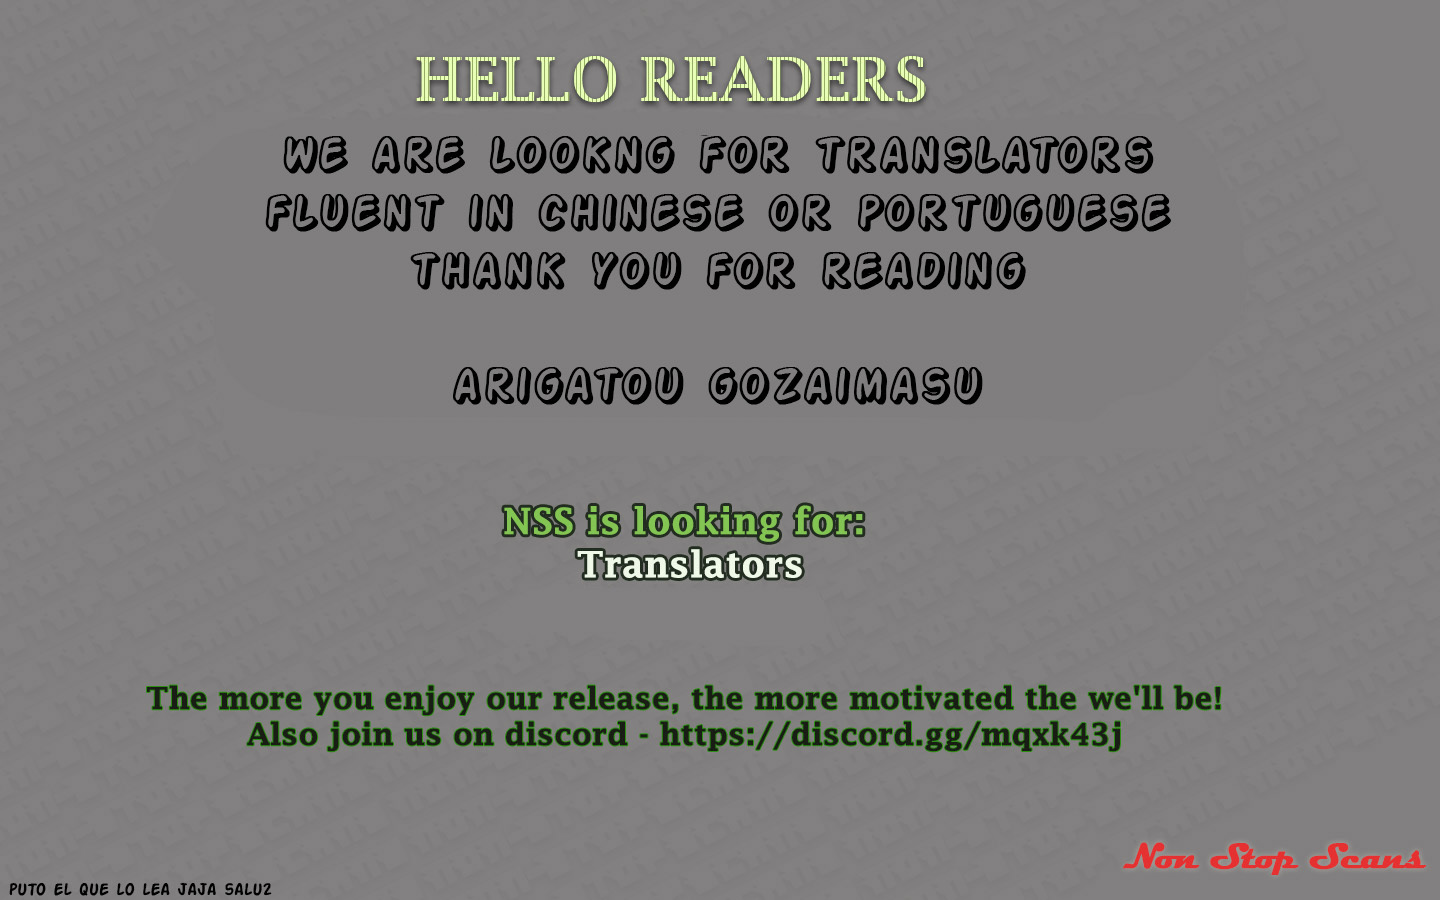 HELLO READERS
WE ARE LOOKNG FOR TRANSLATORS
FLUENT IN CHINESE OR PORTUGUESE
THANK YOU FOR READING
ARIGATOU GOZAIMASU
NSS is looking for:
Translators
The more you enjoy our release, the more motivated the we'll be!
Also join us on discord - https://discord.gg/mqxk43j
Non Stop Scans
PUTO EL QUE LO LEA JAJA SALU2